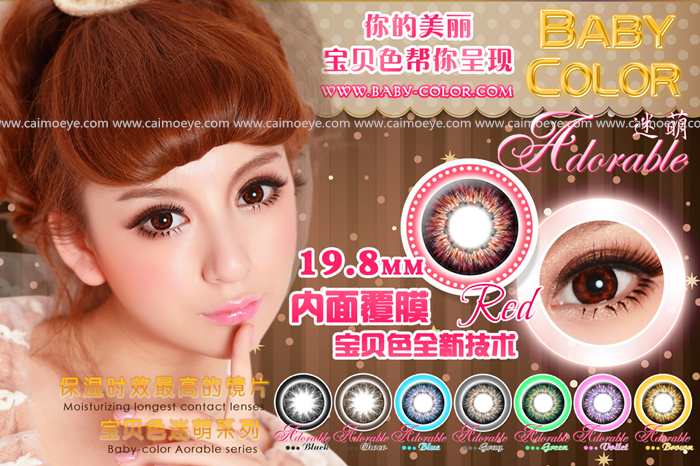 你的美丽
宝贝色帮你呈现
WWW.BABY-COLOR.COM
BABY
COLOR
www.caimoeye.com www.caimoeye.com www.caimoeye.com www.caimoeye.com www.caimoeye.com www.caimoeye.com
迷萌
Adorable
19.8MM
内面覆膜
Red
宝贝色全新技术
保湿时效最高的镜片
Moisturizing longest contact lenses
宝贝色迷萌系列
Baby-color Aorable series
Adorable Adorable Adorable Adorable Adorable Adorable Adorable
Black Choco Blue Gray Green Voilet